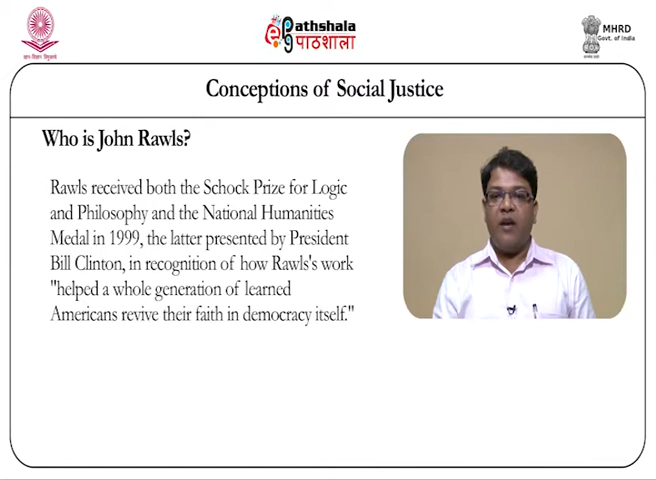 Pathshala
पाठशाला
MHRD
Govt. of India
ज्ञान-विज्ञान विमुक्तये
Conceptions of Social Justice
Who is John Rawls?
Rawls received both the Schock Prize for Logic
and Philosophy and the National Humanities
Medal in 1999, the latter presented by President
Bill Clinton, in recognition of how Rawls's work
"helped a whole generation of learned
Americans revive their faith in democracy itself."